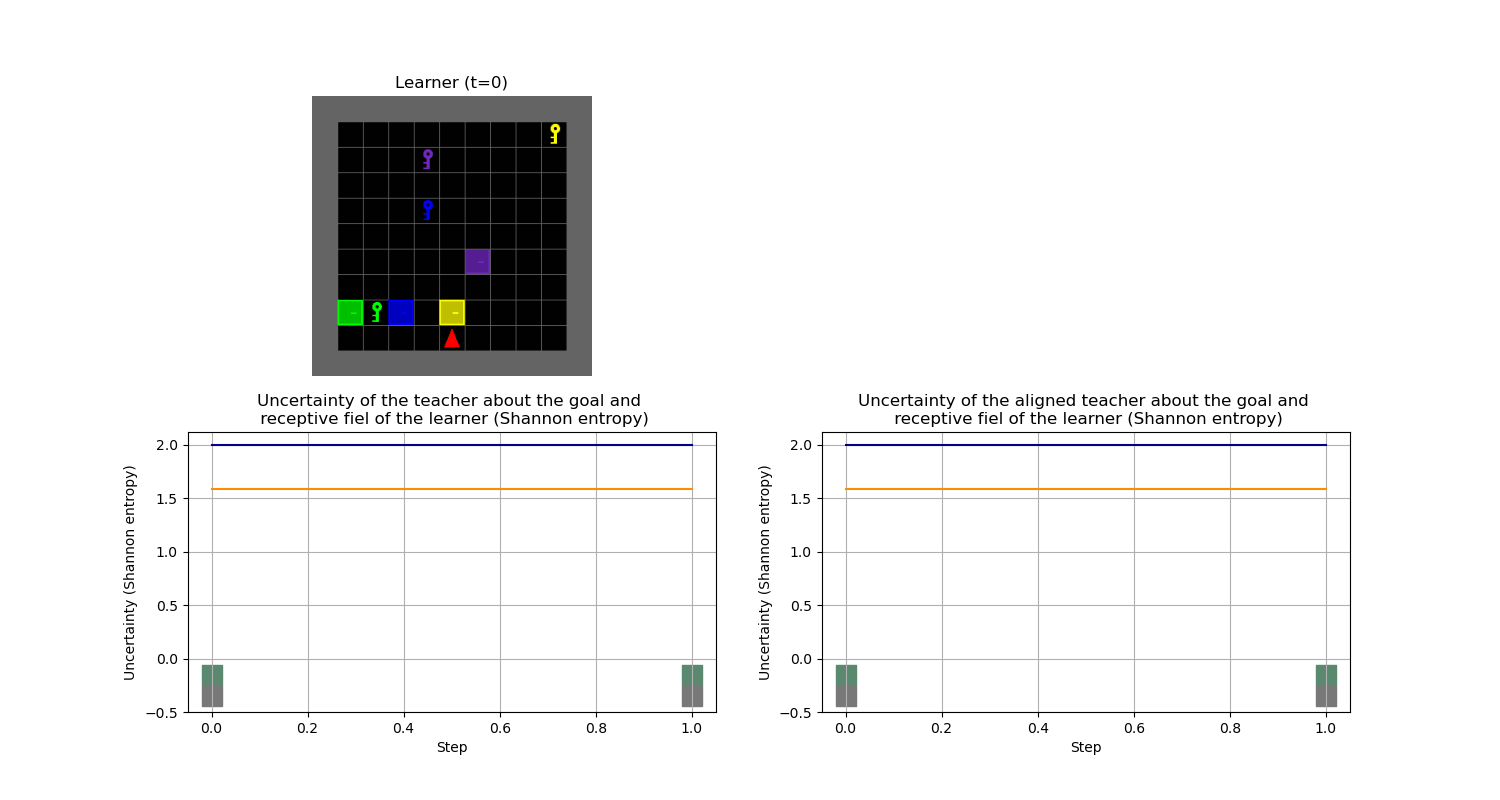 Learner (t=0)
Uncertainty of the teacher about the goal and
receptive fiel of the learner (Shannon entropy)
Uncertainty (Shannon entropy)
2.0
1.5
1.0
0.5
0.0
−0.5
0.0 0.2 0.4 0.6 0.8 1.0
Step
Uncertainty of the aligned teacher about the goal and
receptive fiel of the learner (Shannon entropy)
Uncertainty (Shannon entropy)
2.0
1.5
1.0
0.5
0.0
−0.5
0.0 0.2 0.4 0.6 0.8 1.0
Step